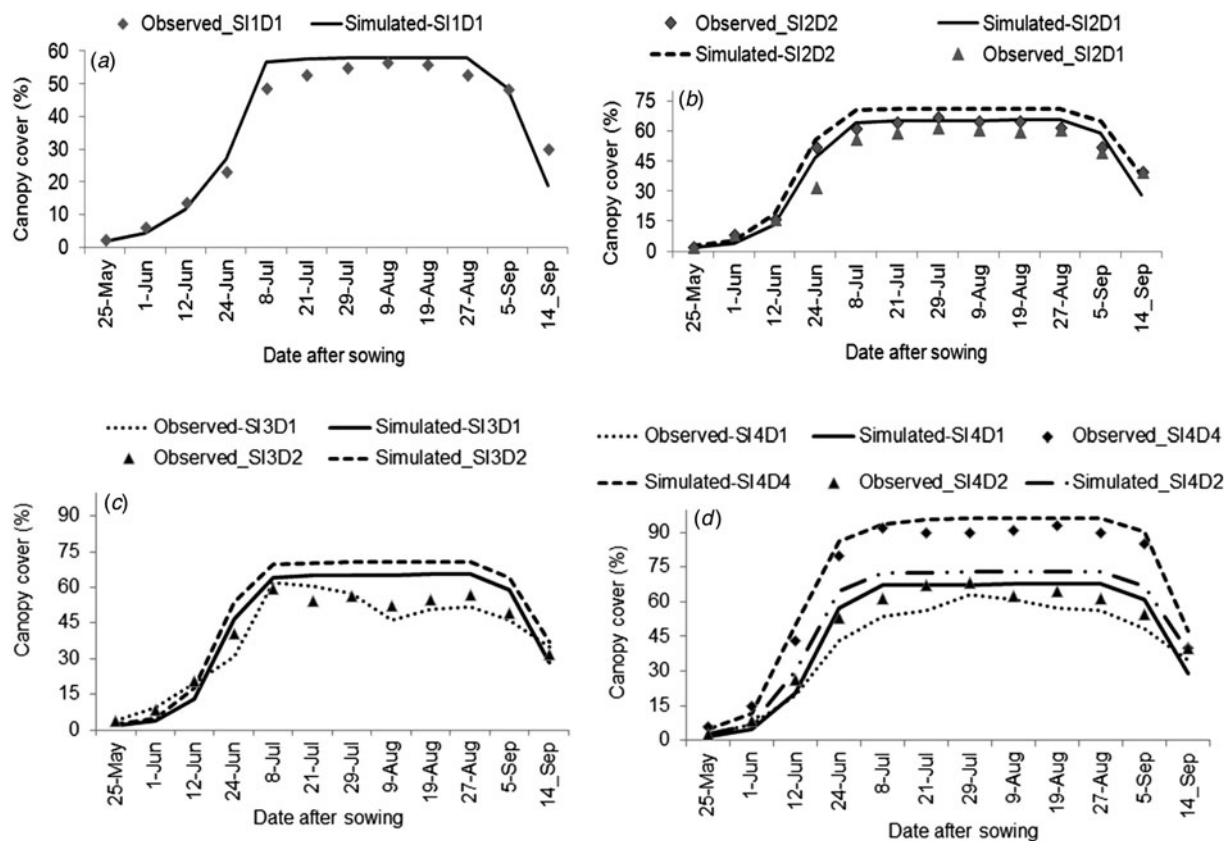 Observed_SI1D1 Simulated-SI1D1
(a)
Canopy cover (%)
60
50
40
30
20
10
0
25-May 1-Jun 12-Jun 24-Jun 8-Jul 21-Jul 29-Jul 9-Aug 19-Aug 27-Aug 5-Sep 14_Sep
Date after sowing
Observed_SI2D2 Simulated-SI2D1
Simulated-SI2D2 Observed_SI2D1
(b)
Canopy cover (%)
75
60
45
30
15
0
25-May 1-Jun 12-Jun 24-Jun 8-Jul 21-Jul 29-Jul 9-Aug 19-Aug 27-Aug 5-Sep 14_Sep
Date after sowing
Observed-SI3D1 Simulated-SI3D1
Observed_SI3D2 Simulated_SI3D2
(c)
Canopy cover (%)
90
75
60
45
30
15
0
25-May 1-Jun 12-Jun 24-Jun 8-Jul 21-Jul 29-Jul 9-Aug 19-Aug 27-Aug 5-Sep 14_Sep
Date after sowing
Observed-SI4D1 Simulated-SI4D1 Observed_SI4D4
Simulated-SI4D4 Observed_SI4D2 Simulated_SI4D2
(d)
Canopy cover (%)
90
75
60
45
30
15
0
25-May 1-Jun 12-Jun 24-Jun 8-Jul 21-Jul 29-Jul 9-Aug 19-Aug 27-Aug 5-Sep 14_Sep
Date after sowing